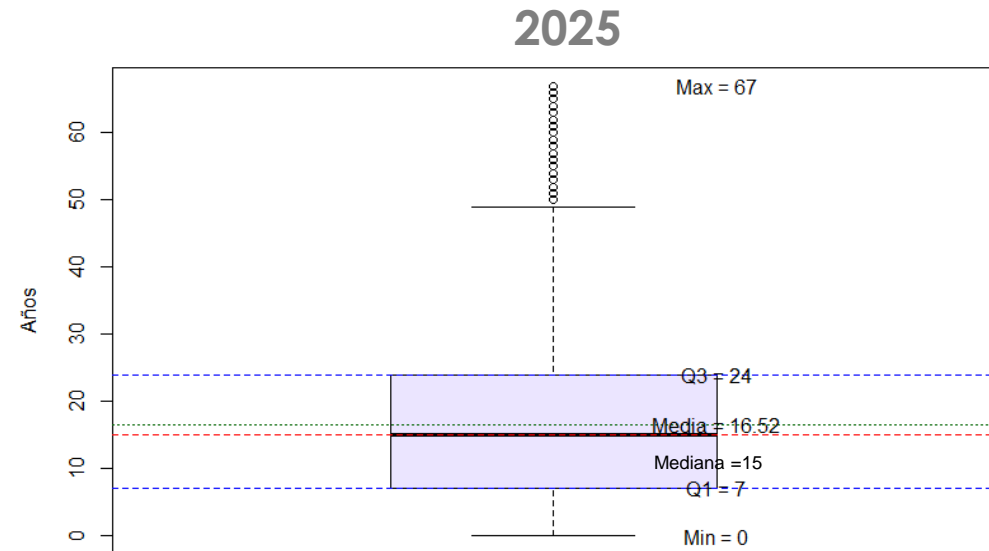 2025
Max = 67
60
50
40
30
20
10
0
Años
Q3 = 24
Media = 16.52
Mediana =15
Q1 = 7
Min = 0